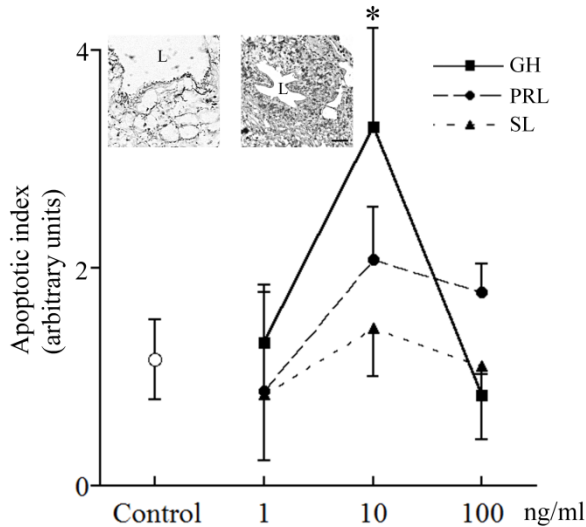 *
4
L
L
GH
PRL
SL
Apoptotic index
(arbitrary units)
2
0
Control 1 10 100 ng/ml